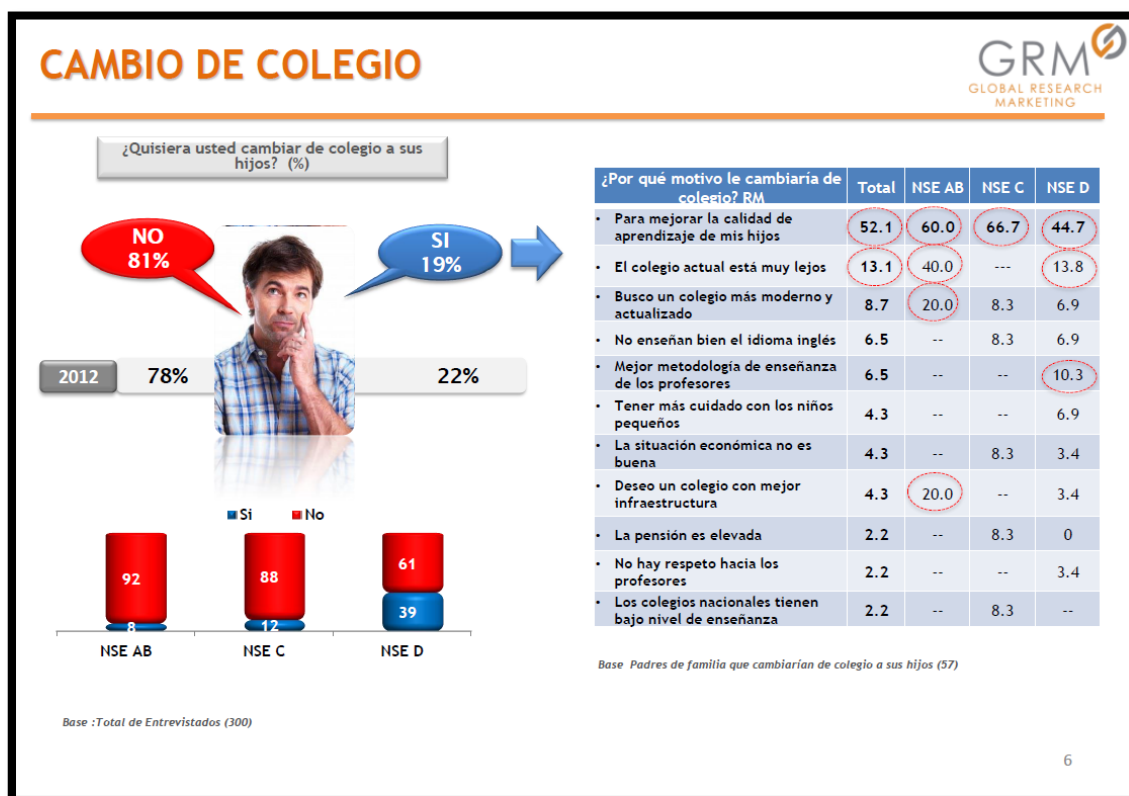 CAMBIO DE COLEGIO
GRM
GLOBAL RESEARCH
MARKETING
¿Quisiera usted cambiar de colegio a sus
hijos? (%)
NO
81%
SI
19%
2012
78%
22%
Si
No
92
88
61
8
12
39
NSE AB
NSE C
NSE D
Base :Total de Entrevistados (300)
¿Por qué motivo le cambiaría de
colegio? RM
Total
NSE AB
NSE C
NSE D
• Para mejorar la calidad de
aprendizaje de mis hijos
52.1
60.0
66.7
44.7
• El colegio actual está muy lejos
13.1
40.0
---
13.8
• Busco un colegio más moderno y
actualizado
8.7
20.0
8.3
6.9
• No enseñan bien el idioma inglés
6.5
--
8.3
6.9
• Mejor metodología de enseñanza
de los profesores
6.5
--
--
10.3
• Tener más cuidado con los niños
pequeños
4.3
--
--
6.9
• La situación económica no es
buena
4.3
--
8.3
3.4
• Deseo un colegio con mejor
infraestructura
4.3
20.0
--
3.4
• La pensión es elevada
2.2
--
8.3
0
• No hay respeto hacia los
profesores
2.2
--
--
3.4
• Los colegios nacionales tienen
bajo nivel de enseñanza
2.2
--
8.3
--
Base Padres de familia que cambiarían de colegio a sus hijos (57)
6